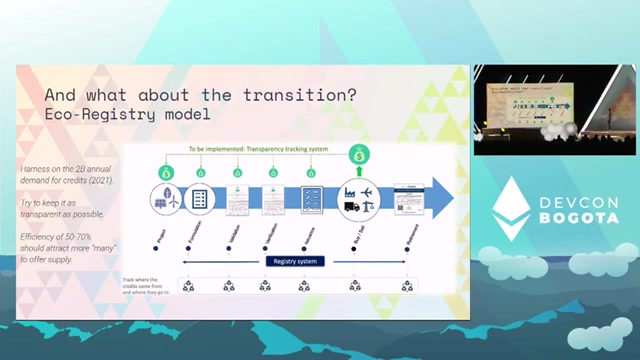 And what about the transition?
Eco-Registry model
To be implemented: Transparency tracking system
Harness on the 2B annual
demand for credits (2021).
Try to keep it as
transparent as possible.
Efficiency of 50-70%
should attract more "many"
to offer supply.
Project
Formulation
Validation
Verification
Issuance
Buy / Sell
Retirement
Registry system
Track where the
credits come from
and where they go to
DEVCON
BOGOTA